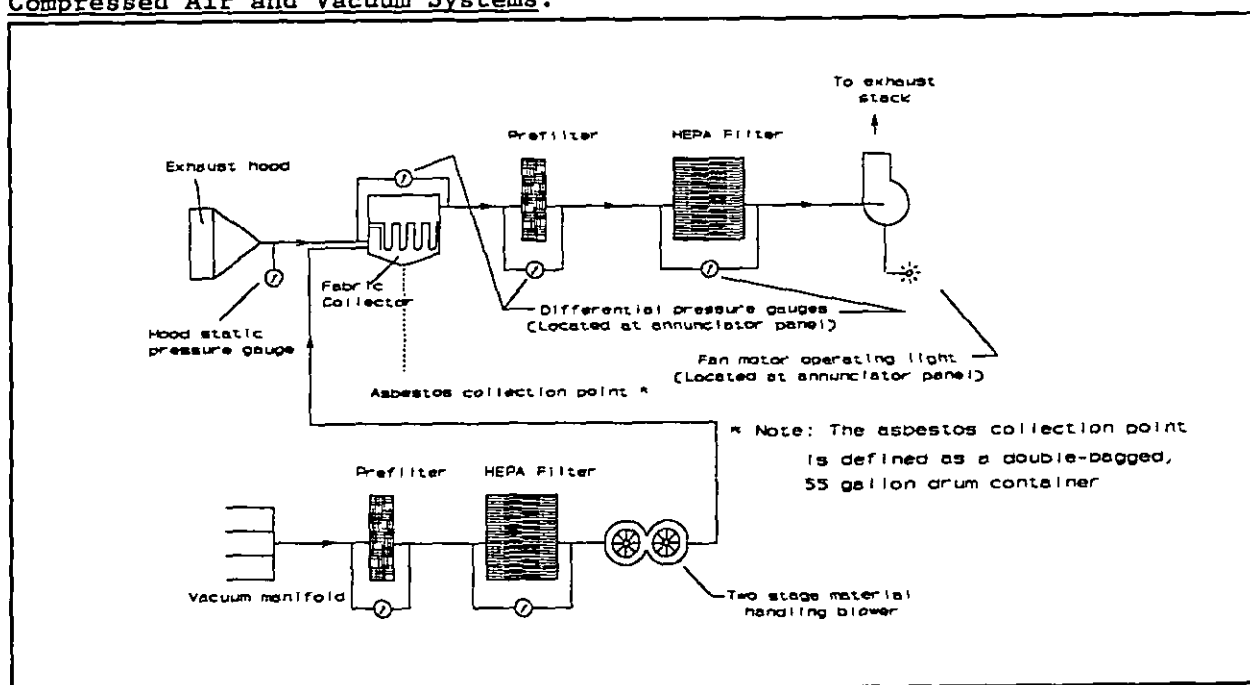 Compressed Air and Vacuum Systems.
To exhaust
stack
Prefilter
HEPA Filter
Exhaust hood
Fabric
Collector
Hood static
pressure gauge
Differential pressure gauges
(Located at annunciator panel)
Fan motor operating light
(Located at annunciator panel)
Asbestos collection point *
* Note: The asbestos collection point
is defined as a double-bagged,
55 gallon drum container
Prefilter
HEPA Filter
Vacuum manifold
Two stage material
handling blower